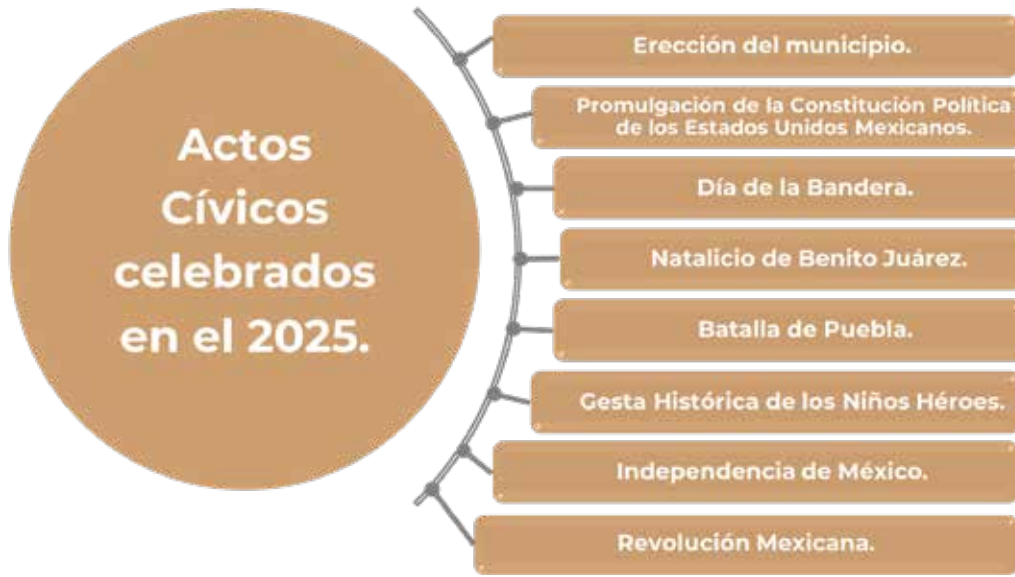 Actos
Cívicos
celebrados
en el 2025.
Erección del municipio.
Promulgación de la Constitución Política
de los Estados Unidos Mexicanos.
Día de la Bandera.
Natalicio de Benito Juárez.
Batalla de Puebla.
Gesta Histórica de los Niños Héroes.
Independencia de México.
Revolución Mexicana.